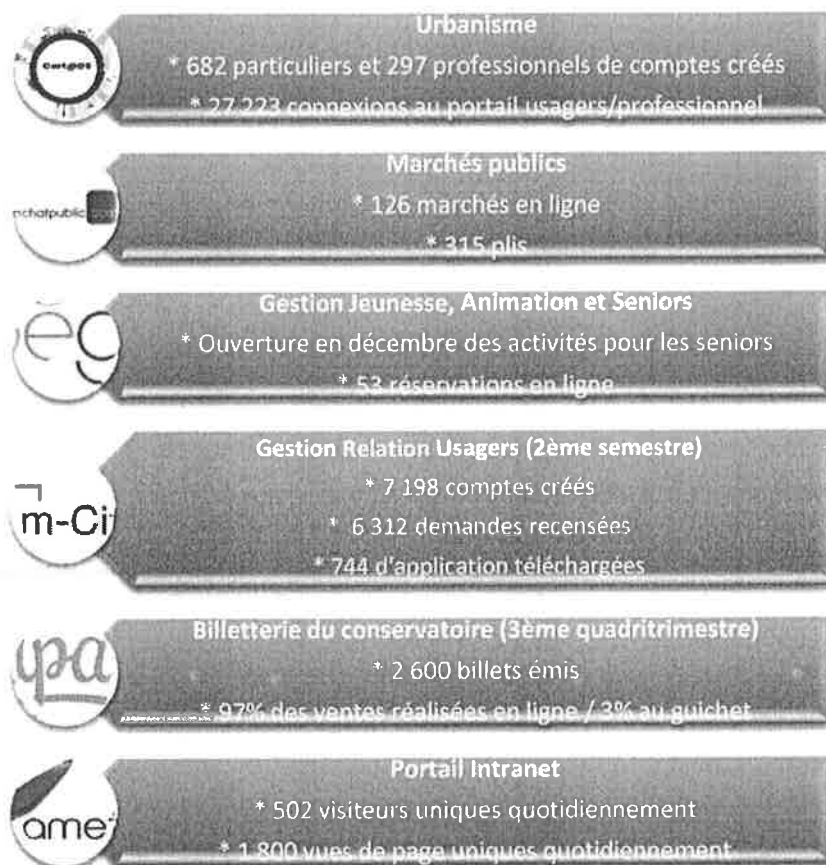 Urbanisme
* 682 particuliers et 297 professionnels de comptes créés
* 27 223 connexions au portail usagers/professionnel
Marchés publics
* 126 marchés en ligne
* 315 plis
Gestion Jeunesse, Animation et Seniors
* Ouverture en décembre des activités pour les seniors
* 53 réservations en ligne
m-Ci
Gestion Relation Usagers (2ème semestre)
* 7 198 comptes créés
* 6 312 demandes recensées
* 744 d'application téléchargées
Billetterie du conservatoire (3ème quadritrimestre)
* 2 600 billets émis
* 97% des ventes réalisées en ligne / 3% au guichet
ame
Portail Intranet
* 502 visiteurs uniques quotidiennement
* 1 800 vues de page uniques quotidiennement